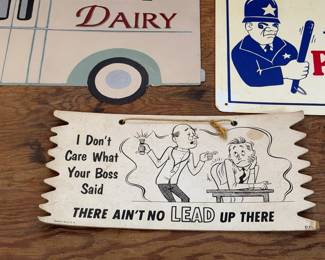 DAIRY
P
I Don't
Care What
Your Boss
Said
THERE AIN'T NO LEAD UP THERE